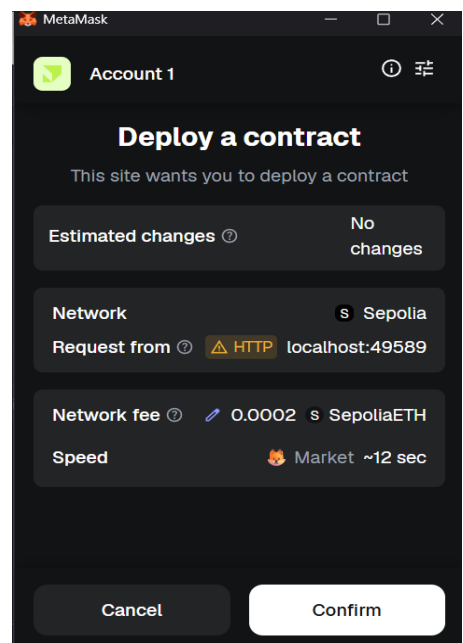 MetaMask
Account 1
Deploy a contract
This site wants you to deploy a contract
Estimated changes No changes
Network S Sepolia
Request from HTTP localhost:49589
Network fee 0.0002 S SepoliaETH
Speed Market ~12 sec
Cancel Confirm